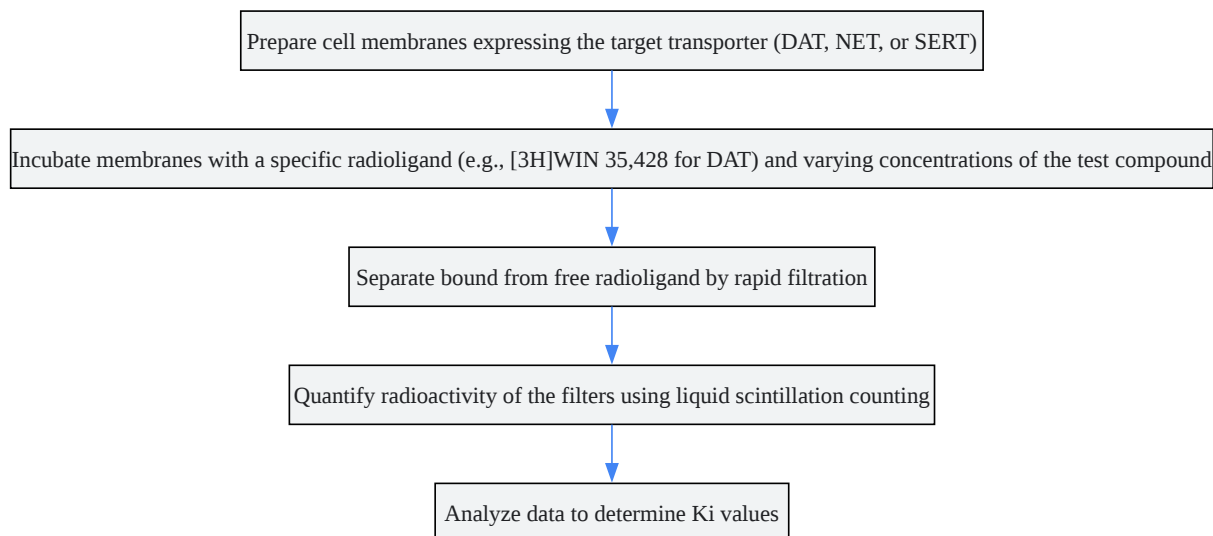 Prepare cell membranes expressing the target transporter (DAT, NET, or SERT)
Incubate membranes with a specific radioligand (e.g., [3H]WIN 35,428 for DAT) and varying concentrations of the test compound
Separate bound from free radioligand by rapid filtration
Quantify radioactivity of the filters using liquid scintillation counting
Analyze data to determine Ki values